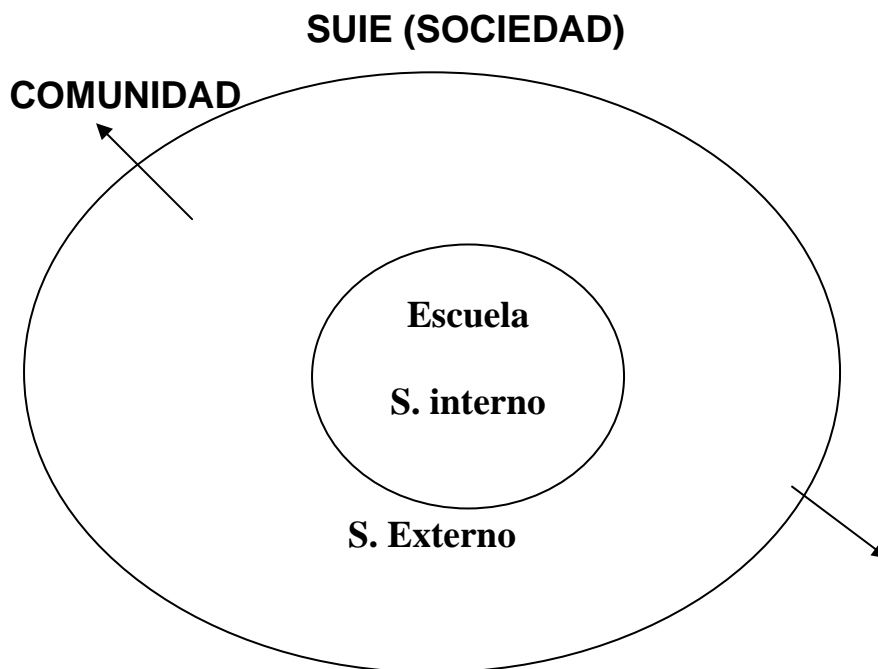 SUIE (SOCIEDAD)
COMUNIDAD
Escuela
S. interno
S. Externo